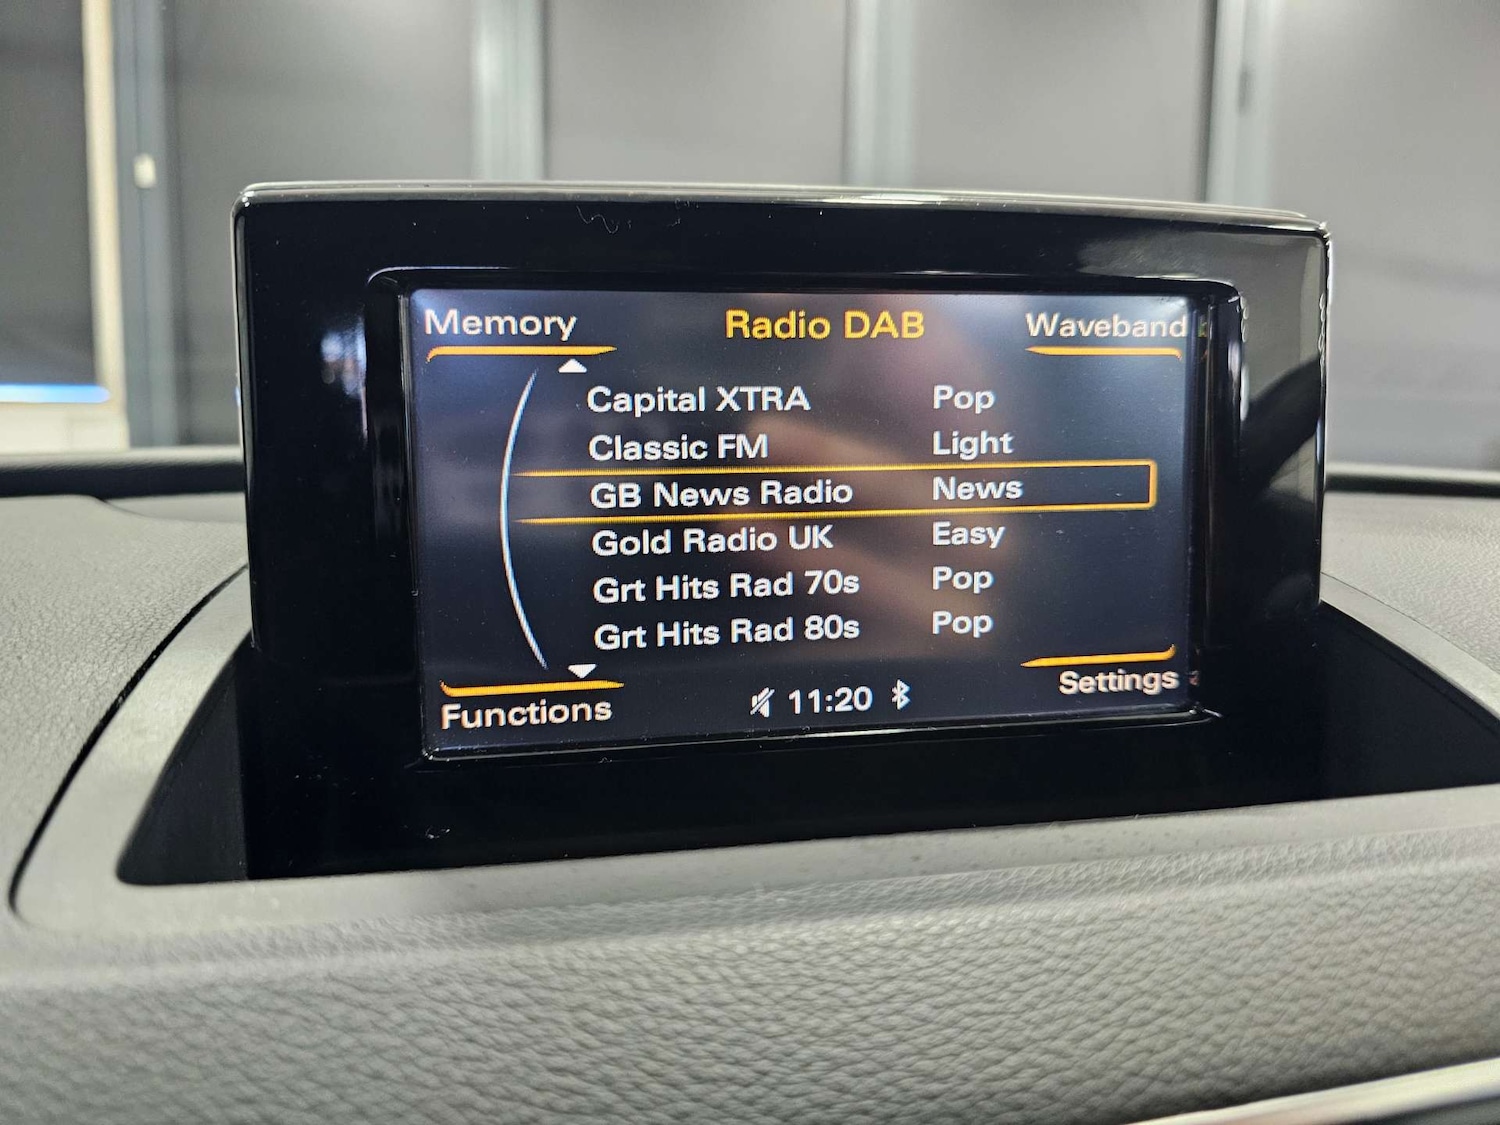 Memory Radio DAB Waveband
Capital XTRA Pop
Classic FM Light
GB News Radio News
Gold Radio UK Easy
Grt Hits Rad 70s Pop
Grt Hits Rad 80s Pop
Functions 11:20 Settings